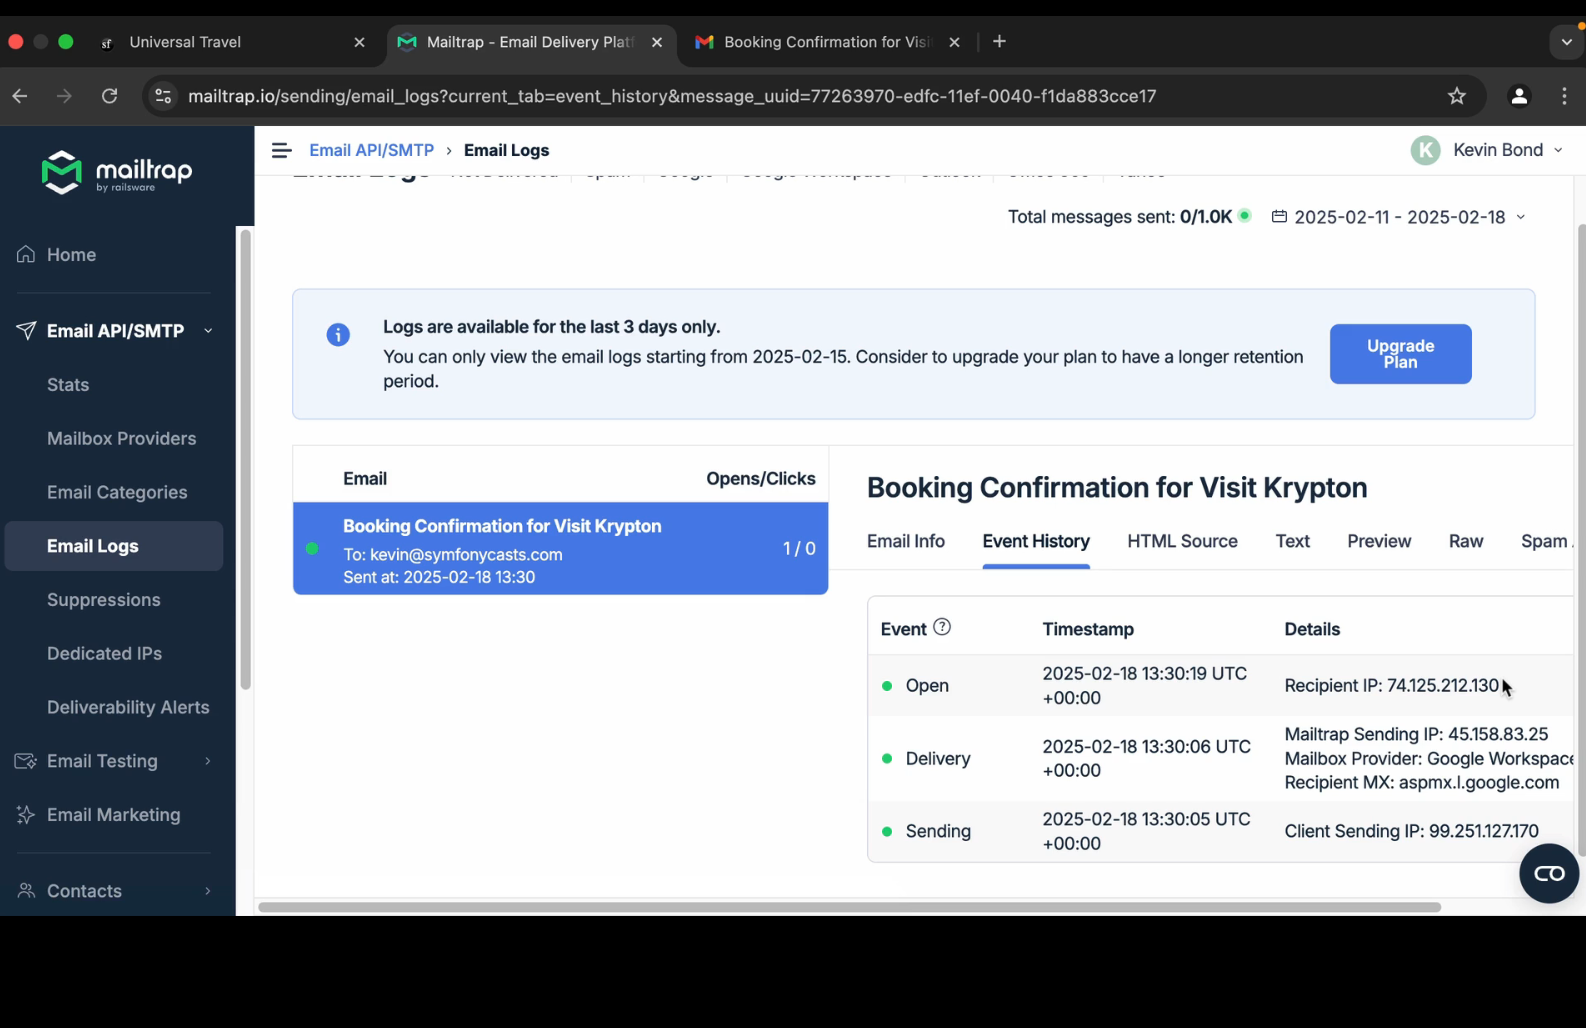 Universal Travel
Mailtrap - Email Delivery Platf
Booking Confirmation for Visi
mailtrap.io/sending/email_logs?current_tab=event_history&message_uuid=77263970-edfc-11ef-0040-f1da883cce17
mailtrap
by railsware
Email API/SMTP › Email Logs
K Kevin Bond
Total messages sent: 0/1.0K
2025-02-11 - 2025-02-18
Home
Email API/SMTP
Stats
Mailbox Providers
Email Categories
Email Logs
Suppressions
Dedicated IPs
Deliverability Alerts
Email Testing
Email Marketing
Contacts
Logs are available for the last 3 days only.
You can only view the email logs starting from 2025-02-15. Consider to upgrade your plan to have a longer retention
period.
Upgrade
Plan
Email Opens/Clicks
Booking Confirmation for Visit Krypton
To: kevin@symfonycasts.com
Sent at: 2025-02-18 13:30
1 / 0
Booking Confirmation for Visit Krypton
Email Info Event History HTML Source Text Preview Raw Spam
Event Timestamp Details
Open
2025-02-18 13:30:19 UTC
+00:00
Recipient IP: 74.125.212.130
Delivery
2025-02-18 13:30:06 UTC
+00:00
Mailtrap Sending IP: 45.158.83.25
Mailbox Provider: Google Workspace
Recipient MX: aspmx.l.google.com
Sending
2025-02-18 13:30:05 UTC
+00:00
Client Sending IP: 99.251.127.170